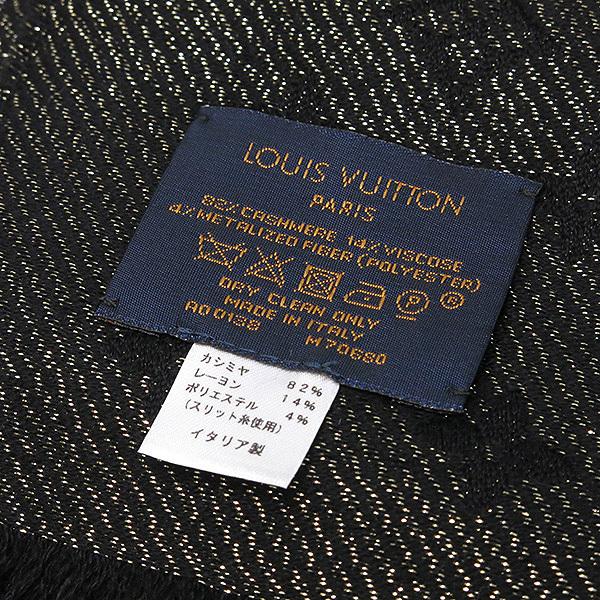 LOUIS VUITTON
PARIS
82% CASHMERE 14% VISCOSE
4% METALIZED FIBER (POLYESTER)
P ®
DRY CLEAN ONLY
MADE IN ITALY
AO0138 M70680
カシミヤ 82%
レーヨン 14%
ポリエステル 4%
(スリット糸使用)
イタリア製